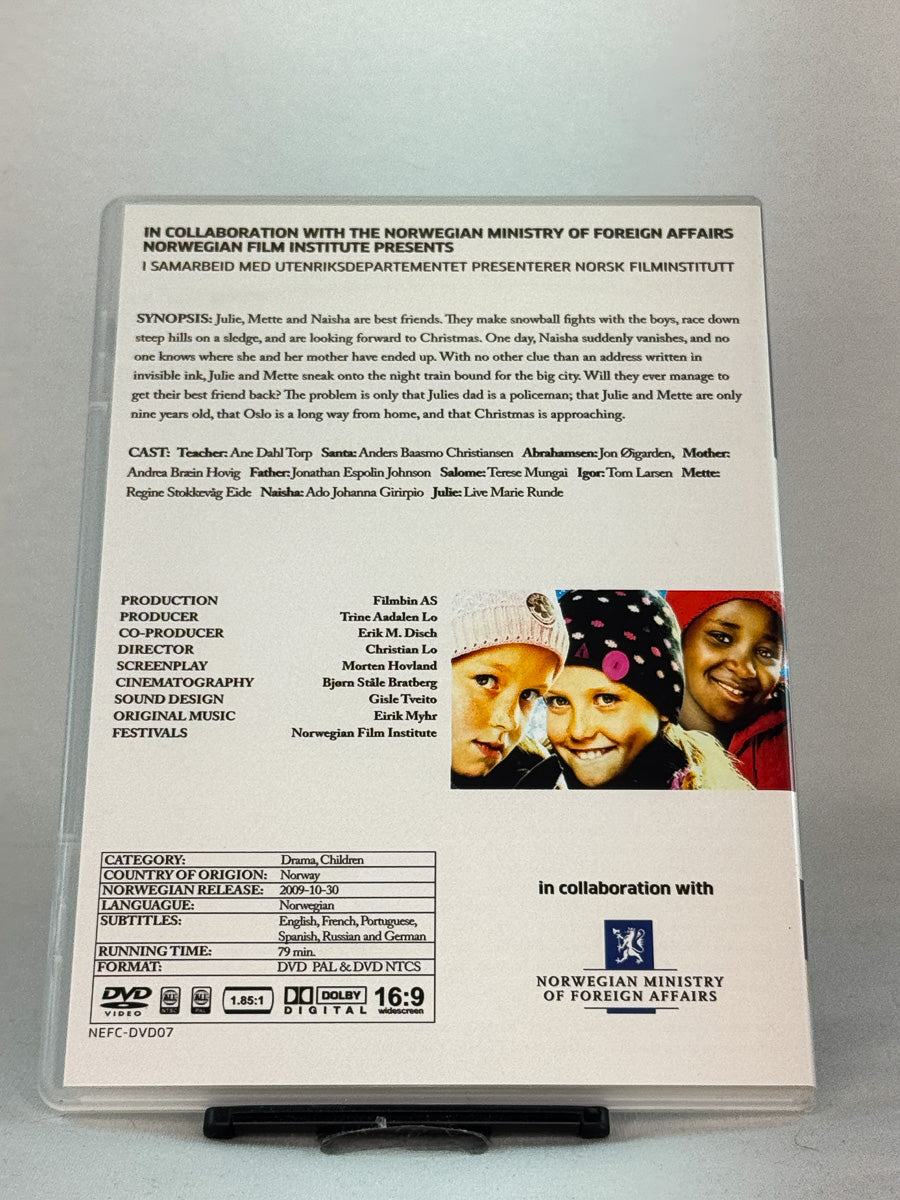 IN COLLABORATION WITH THE NORWEGIAN MINISTRY OF FOREIGN AFFAIRS
NORWEGIAN FILM INSTITUTE PRESENTS
I SAMARBEID MED UTENRIKSDEPARTEMENTET PRESENTERER NORSK FILMINSTITUTT
SYNOPSIS: Julie, Mette and Naisha are best friends. They make snowball fights with the boys, race down
steep hills on a sledge, and are looking forward to Christmas. One day, Naisha suddenly vanishes, and no
one knows where she and her mother have ended up. With no other clue than an address written in
invisible ink, Julie and Mette sneak onto the night train bound for the big city. Will they ever manage to
get their best friend back? The problem is only that Julies dad is a policeman; that Julie and Mette are only
nine years old, that Oslo is a long way from home, and that Christmas is approaching.
CAST: Teacher: Ane Dahl Torp Santa: Anders Baasmo Christiansen Abrahamsen: Jon Øigarden, Mother:
Andrea Bræin Hovig Father: Jonathan Espolin Johnson Salome: Terese Mungai Igor: Tom Larsen Mette:
Regine Stokkevåg Eide Naisha: Ado Johanna Girirpio Julie: Live Marie Runde
PRODUCTION Filmbin AS
PRODUCER Trine Aadalen Lo
CO-PRODUCER Erik M. Disch
DIRECTOR Christian Lo
SCREENPLAY Morten Hovland
CINEMATOGRAPHY Bjørn Ståle Bratberg
SOUND DESIGN Gisle Tveito
ORIGINAL MUSIC Eirik Myhr
FESTIVALS Norwegian Film Institute
CATEGORY: Drama, Children
COUNTRY OF ORIGION: Norway
NORWEGIAN RELEASE: 2009-10-30
LANGUAGUE: Norwegian
SUBTITLES: English, French, Portuguese,
Spanish, Russian and German
RUNNING TIME: 79 min.
FORMAT: DVD PAL & DVD NTCS
DVD VIDEO ALL NTSC ALL PAL 1.85:1 DOLBY DIGITAL 16:9 widescreen
NEFC-DVD07
in collaboration with
NORWEGIAN MINISTRY
OF FOREIGN AFFAIRS